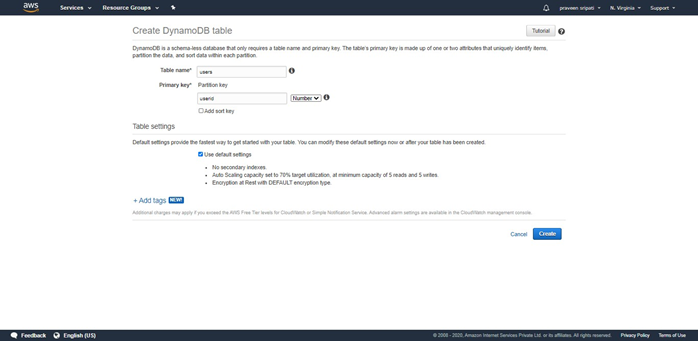 aws Services Resource Groups praveen sripati N. Virginia Support
Create DynamoDB table Tutorial ?
DynamoDB is a schema-less database that only requires a table name and primary key. The table's primary key is made up of one or two attributes that uniquely identify items,
partition the data, and sort data within each partition.
Table name* users
Primary key* Partition key
userid Number
Add sort key
Table settings
Default settings provide the fastest way to get started with your table. You can modify these default settings now or after your table has been created.
Use default settings
• No secondary indexes.
• Auto Scaling capacity set to 70% target utilization, at minimum capacity of 5 reads and 5 writes.
• Encryption at Rest with DEFAULT encryption type.
+ Add tags NEW!
Additional charges may apply if you exceed the AWS Free Tier levels for CloudWatch or Simple Notification Service. Advanced alarm settings are available in the CloudWatch management console.
Cancel Create
Feedback English (US) © 2008 - 2020, Amazon Internet Services Private Ltd. or its affiliates. All rights reserved. Privacy Policy Terms of Use